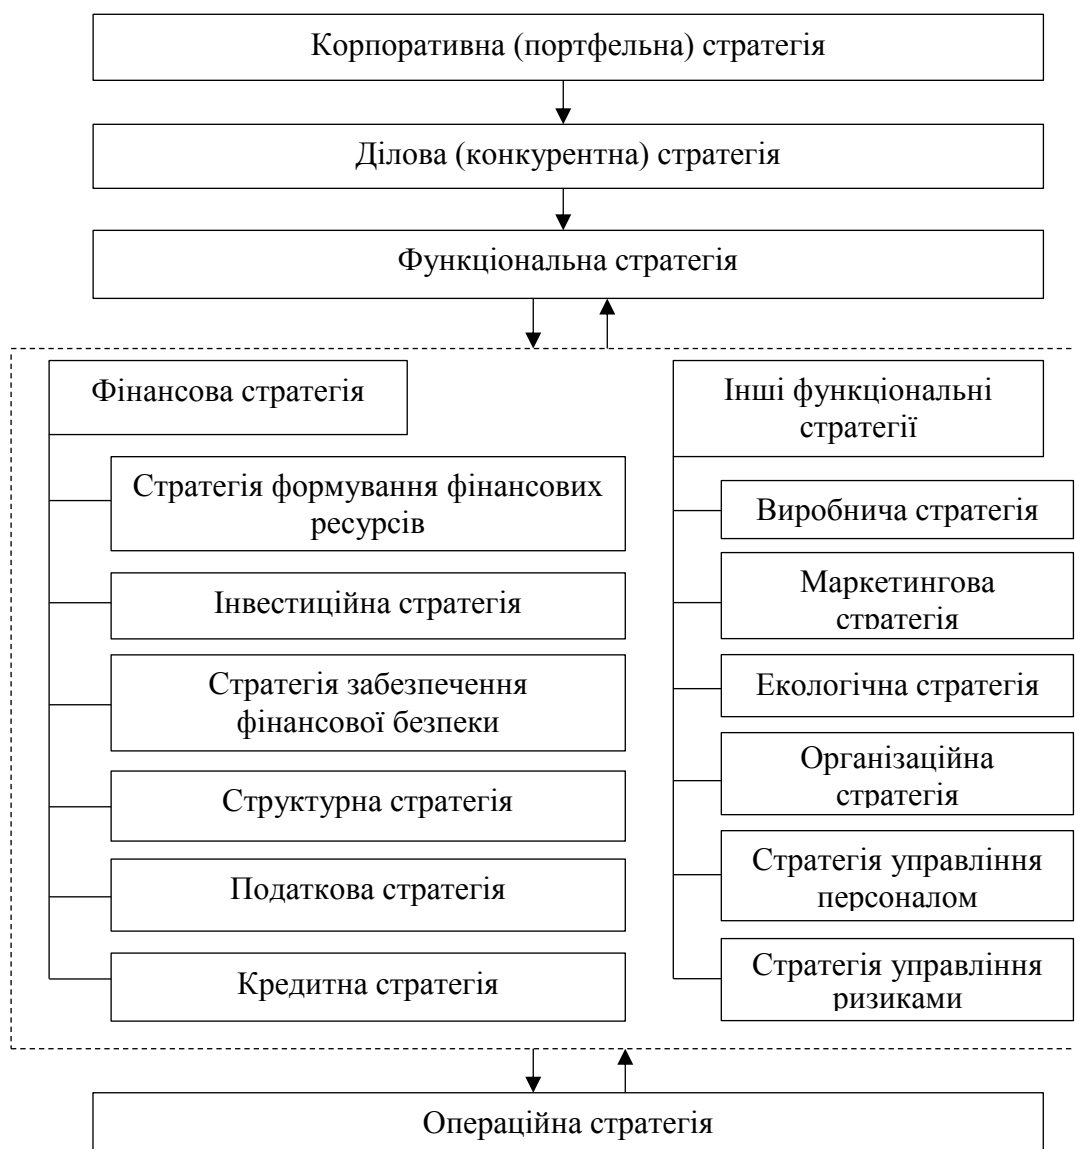 Корпоративна (портфельна) стратегія
Ділова (конкурентна) стратегія
Функціональна стратегія
Фінансова стратегія
Стратегія формування фінансових
ресурсів
Інвестиційна стратегія
Стратегія забезпечення
фінансової безпеки
Структурна стратегія
Податкова стратегія
Кредитна стратегія
Інші функціональні
стратегії
Виробнича стратегія
Маркетингова
стратегія
Екологічна стратегія
Організаційна
стратегія
Стратегія управління
персоналом
Стратегія управління
ризиками
Операційна стратегія